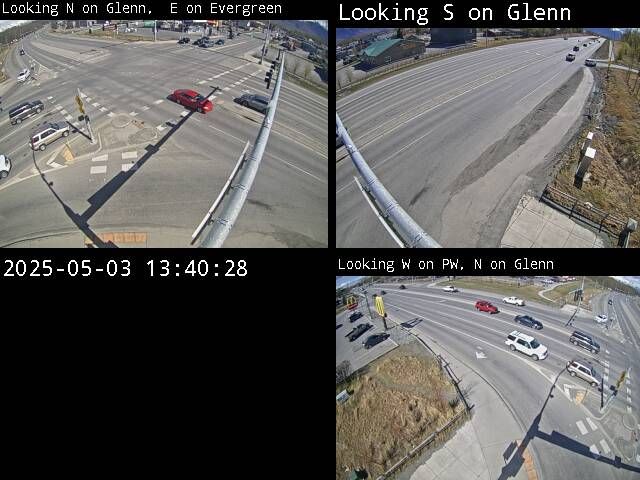 Looking N on Glenn,  E on Evergreen
Looking S on Glenn
2025-05-03 13:40:28
Looking W on PW, N on Glenn